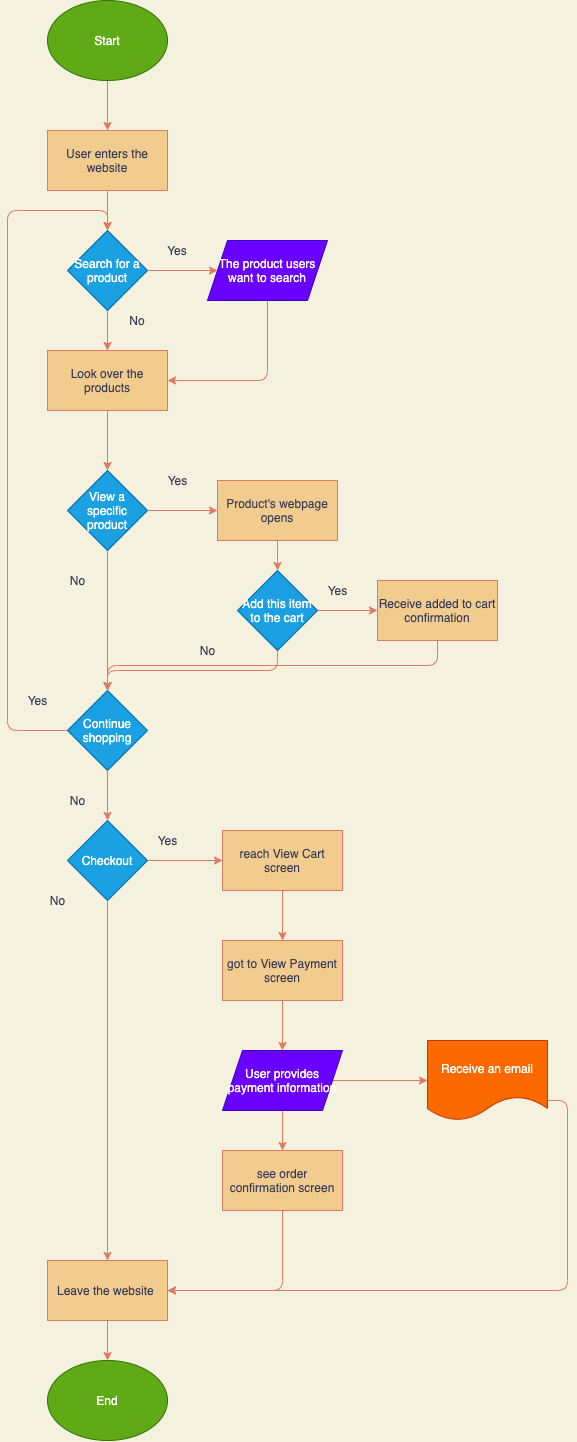 Start
User enters the
website
Search for a
product
Yes
The product users
want to search
No
Look over the
products
View a
specific
product
Yes
Product's webpage
opens
No
Add this item
to the cart
Yes
Receive added to cart
confirmation
No
Yes
Continue
shopping
No
Checkout
Yes
reach View Cart
screen
No
got to View Payment
screen
User provides
payment information
Receive an email
see order
confirmation screen
Leave the website
End